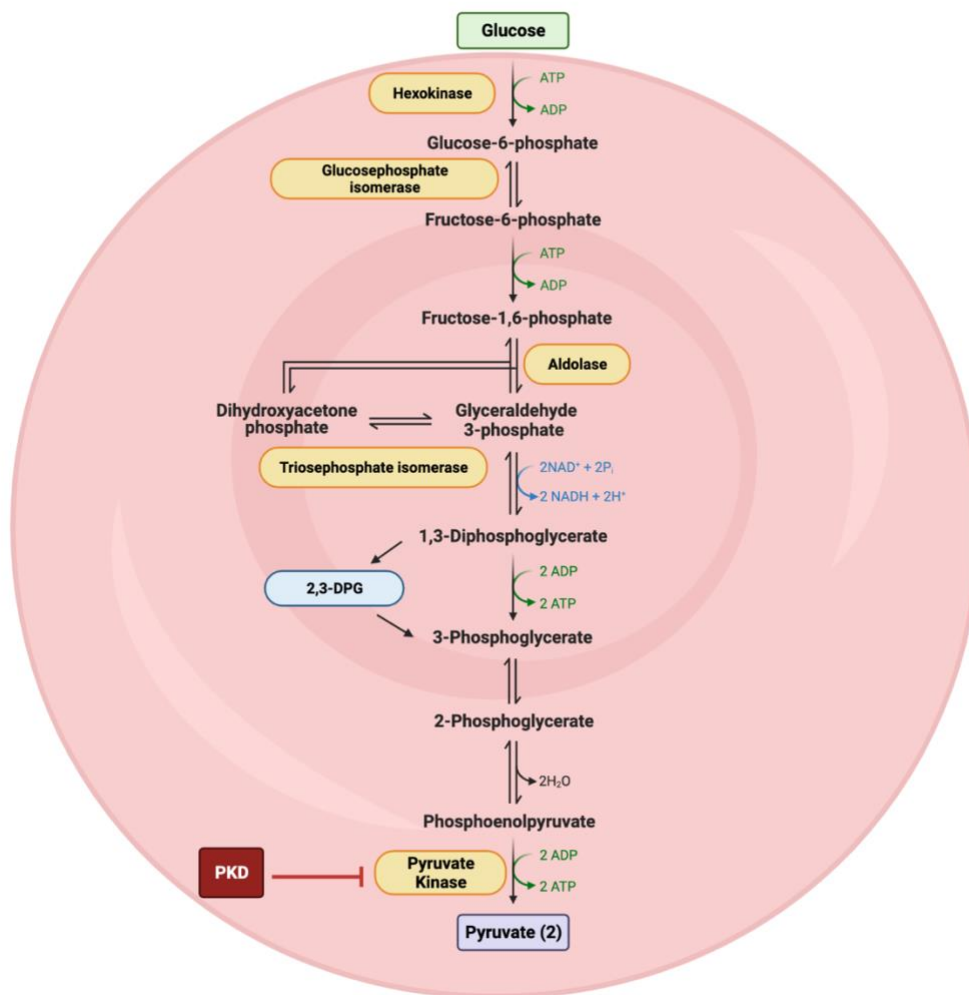 Glucose
Hexokinase
ATP
ADP
Glucose-6-phosphate
Glucosephosphate
isomerase
Fructose-6-phosphate
ATP
ADP
Fructose-1,6-phosphate
Aldolase
Dihydroxyacetone
phosphate
Glyceraldehyde
3-phosphate
Triosephosphate isomerase
2NAD⁺ + 2Pᵢ
2 NADH + 2H⁺
1,3-Diphosphoglycerate
2,3-DPG
2 ADP
2 ATP
3-Phosphoglycerate
2-Phosphoglycerate
2H₂O
Phosphoenolpyruvate
PKD
Pyruvate
Kinase
2 ADP
2 ATP
Pyruvate (2)